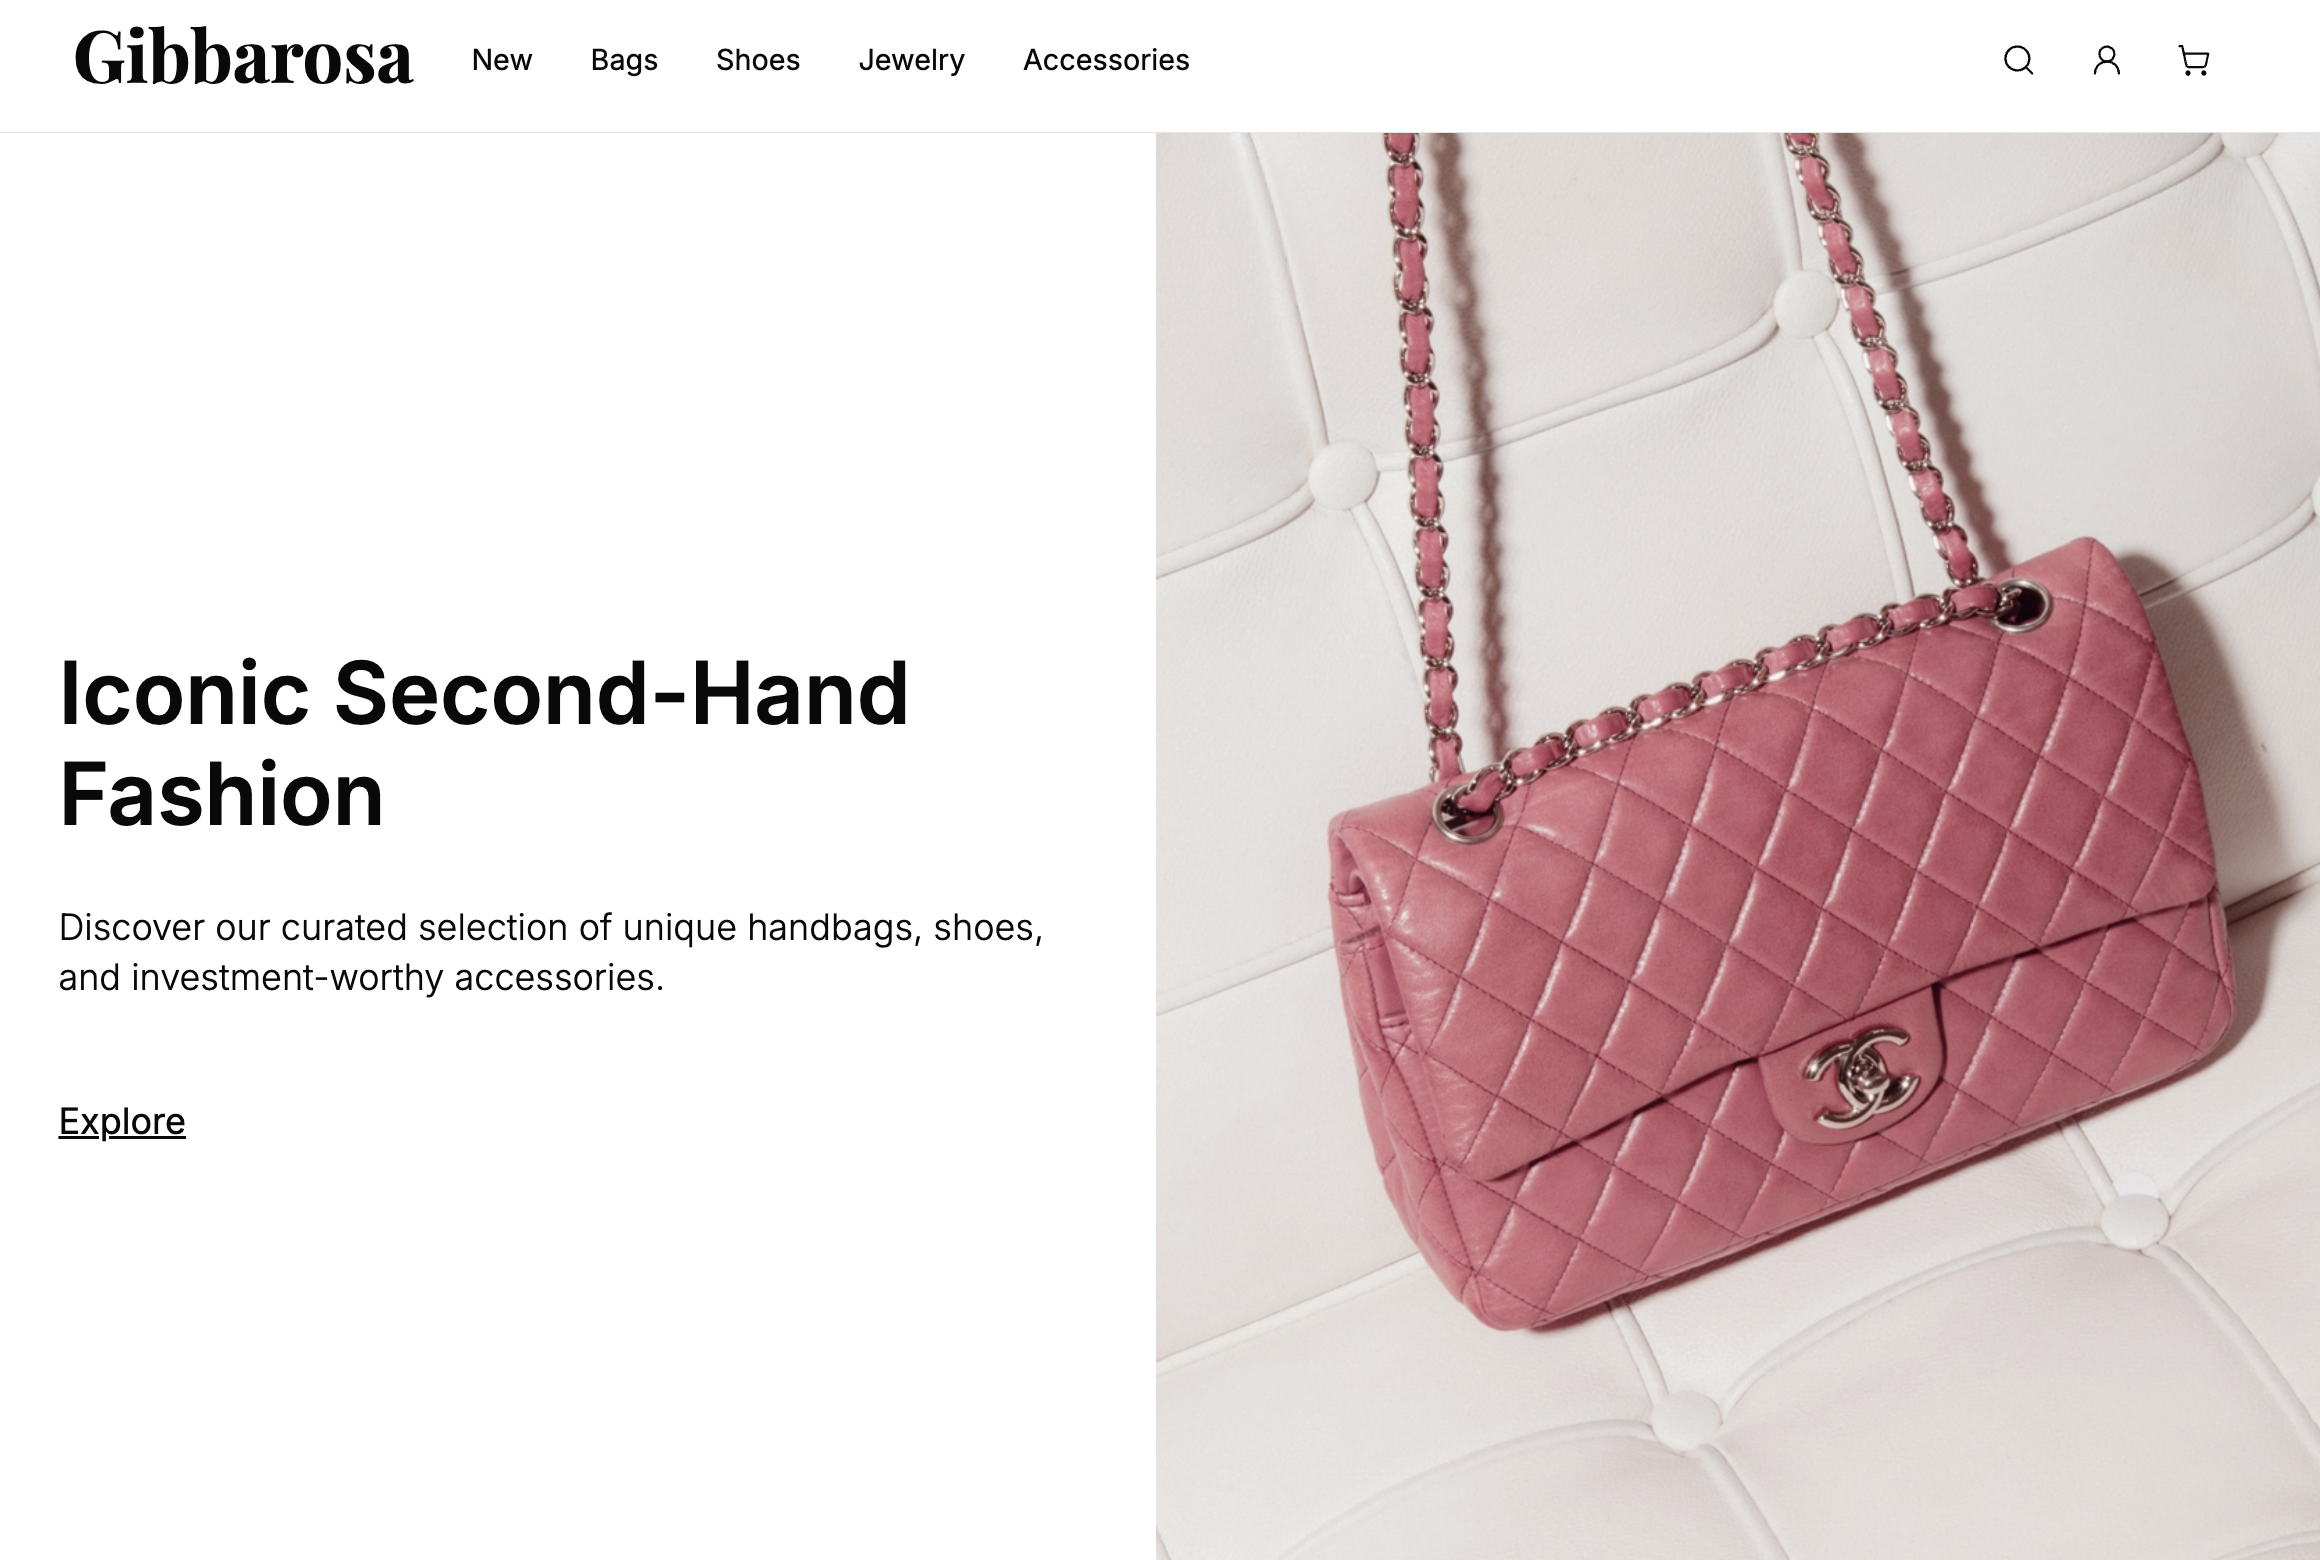 Gibbarosa
New
Bags
Shoes
Jewelry
Accessories
Iconic Second-Hand
Fashion
Discover our curated selection of unique handbags, shoes,
and investment-worthy accessories.
Explore